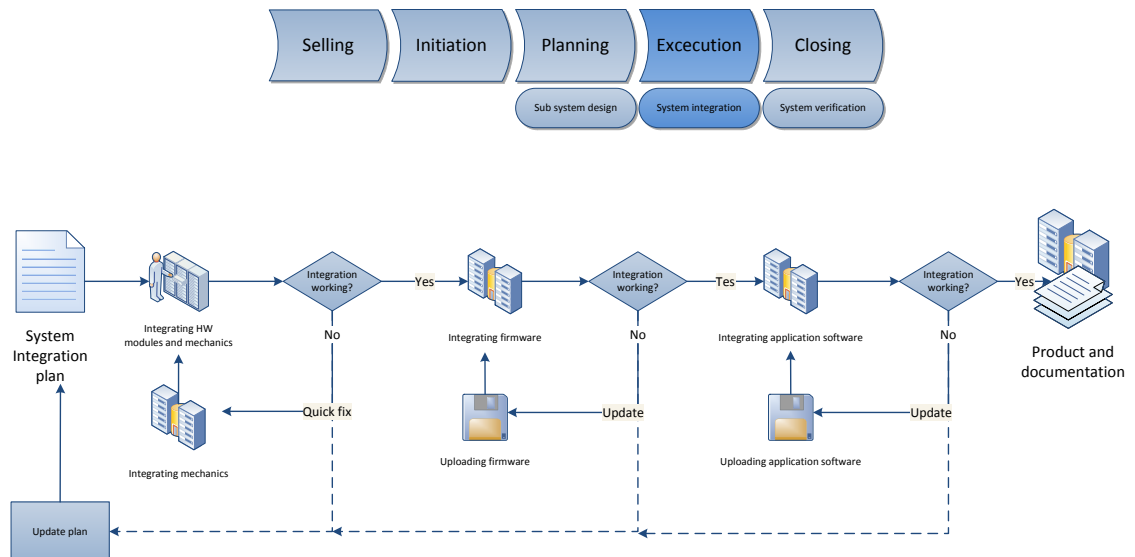 Selling
Initiation
Planning
Excecution
Closing
Sub system design
System integration
System verification
Integration
working?
Yes
Integration
working?
Tes
Integration
working?
Yes
System
Integration
plan
Integrating HW
modules and mechanics
No
Integrating firmware
No
Integrating application software
No
Product and
documentation
Quick fix
Update
Update
Integrating mechanics
Uploading firmware
Uploading application software
Update plan